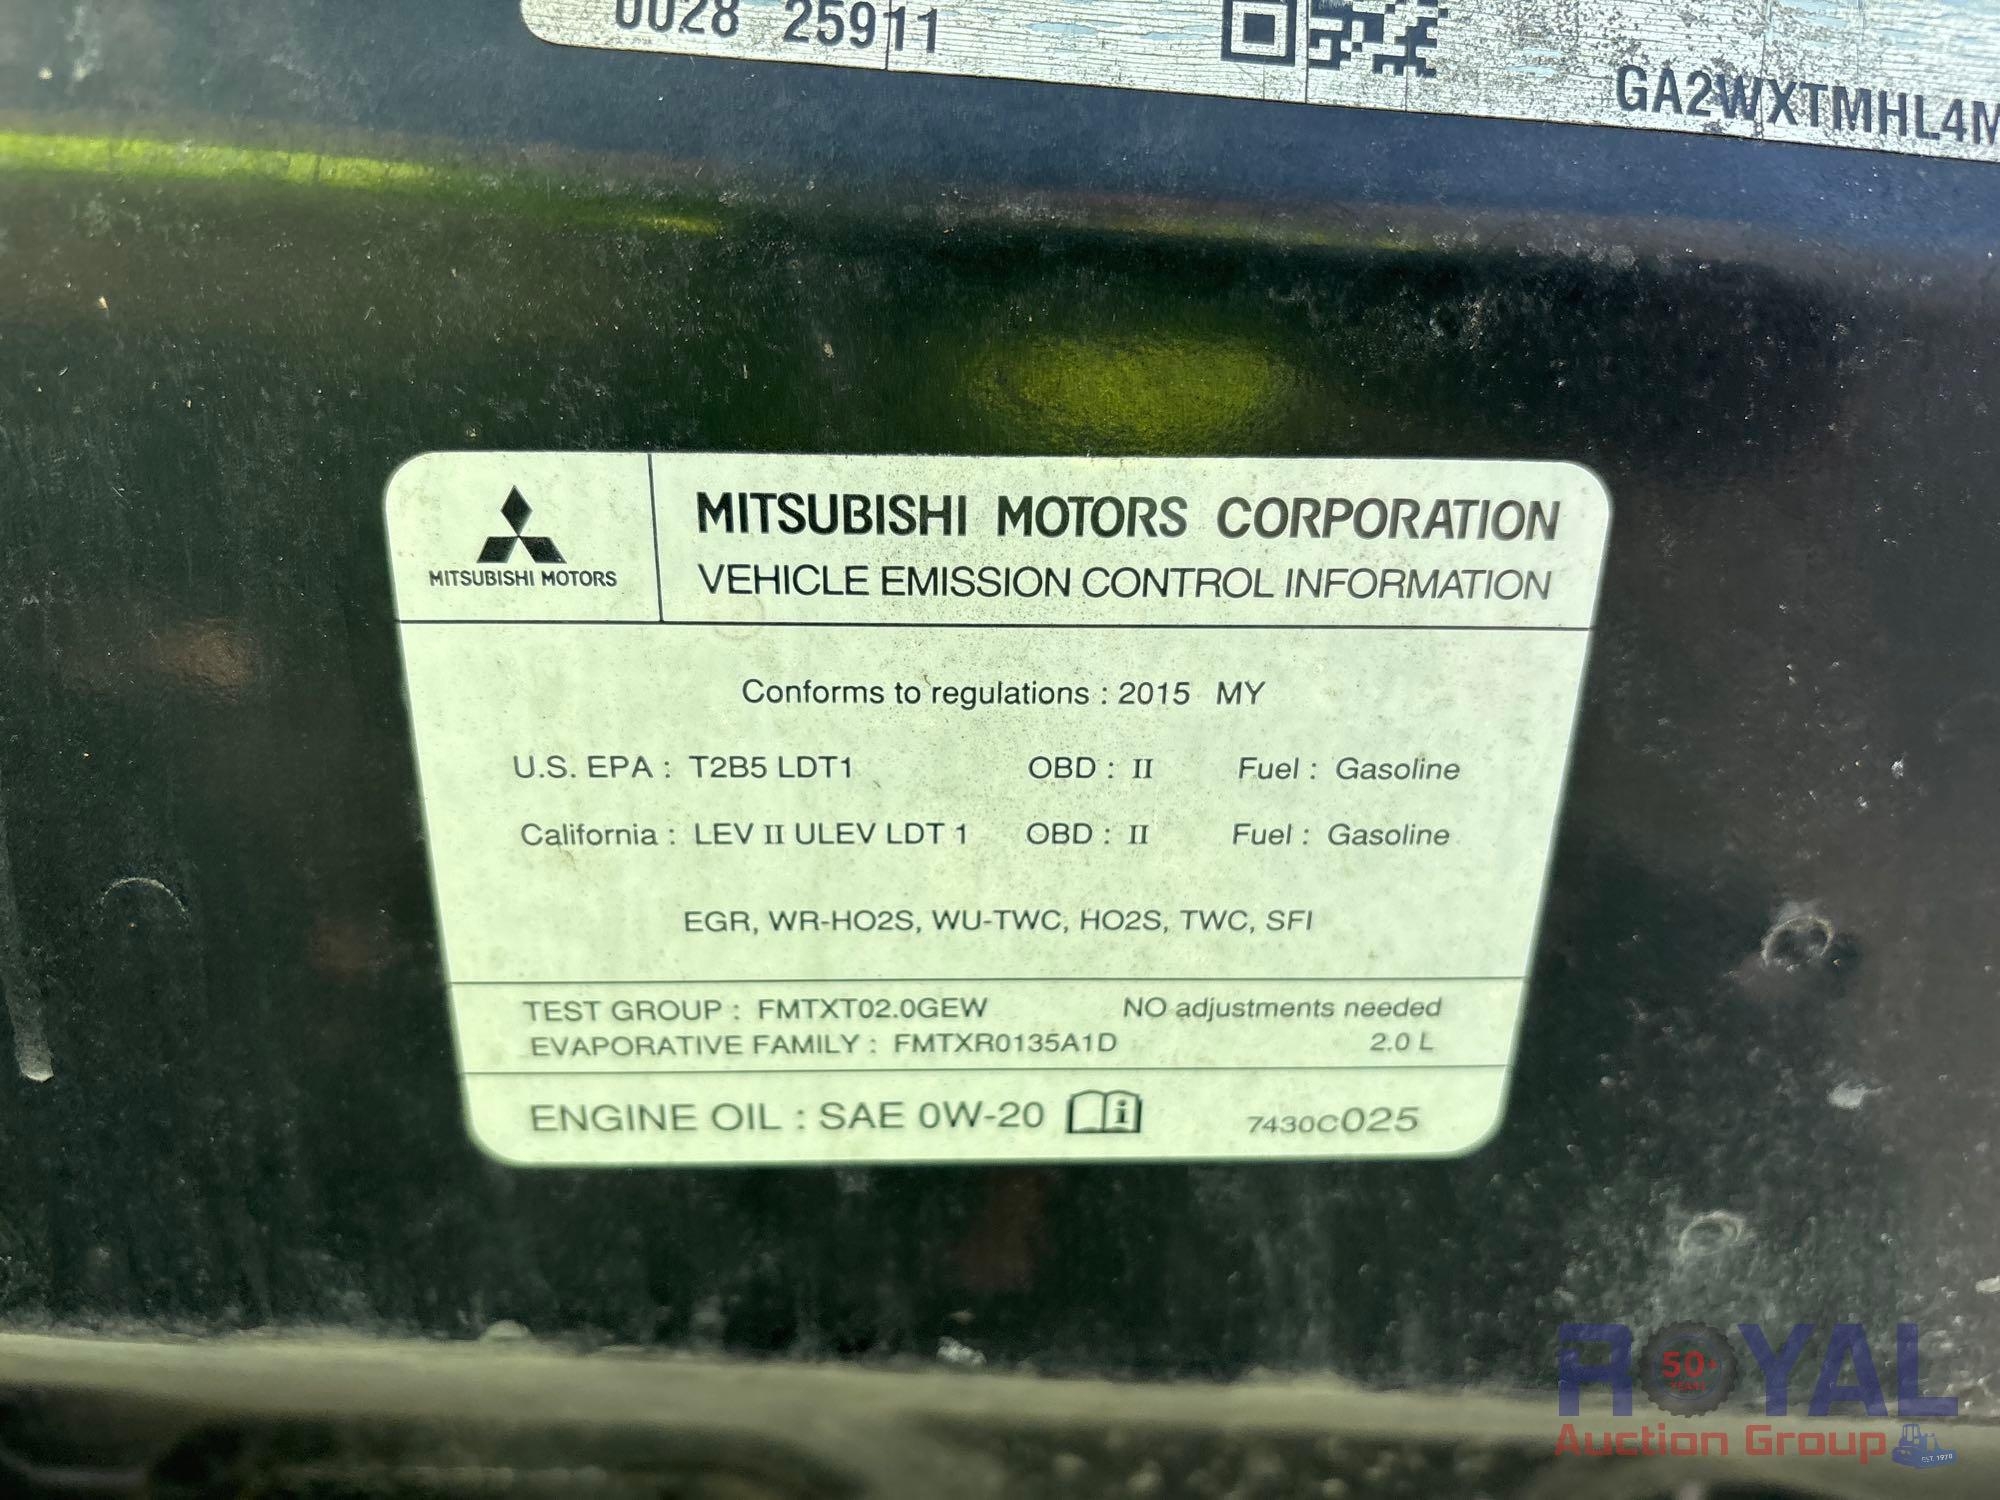 0028 25911
GA2WXTMHL4M
MITSUBISHI MOTORS
MITSUBISHI MOTORS CORPORATION
VEHICLE EMISSION CONTROL INFORMATION
Conforms to regulations : 2015 MY
U.S. EPA : T2B5 LDT1 OBD : II Fuel : Gasoline
California : LEV II ULEV LDT 1 OBD : II Fuel : Gasoline
EGR, WR-HO2S, WU-TWC, HO2S, TWC, SFI
TEST GROUP : FMTXT02.0GEW NO adjustments needed
EVAPORATIVE FAMILY : FMTXR0135A1D 2.0 L
ENGINE OIL : SAE 0W-20 i 7430C025
ROYAL
50+
YEARS
Auction Group
EST. 1970